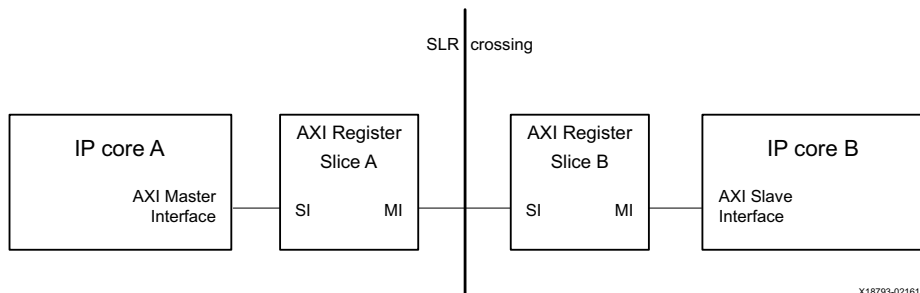 SLR crossing
IP core A
AXI Master
Interface
AXI Register
Slice A
SI MI
AXI Register
Slice B
SI MI
IP core B
AXI Slave
Interface
X18793-02161